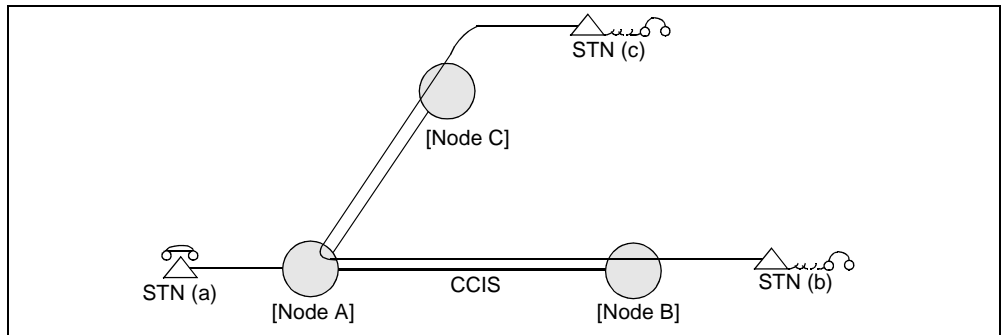 STN (c)
[Node C]
STN (a)
CCIS
STN (b)
[Node A]
[Node B]